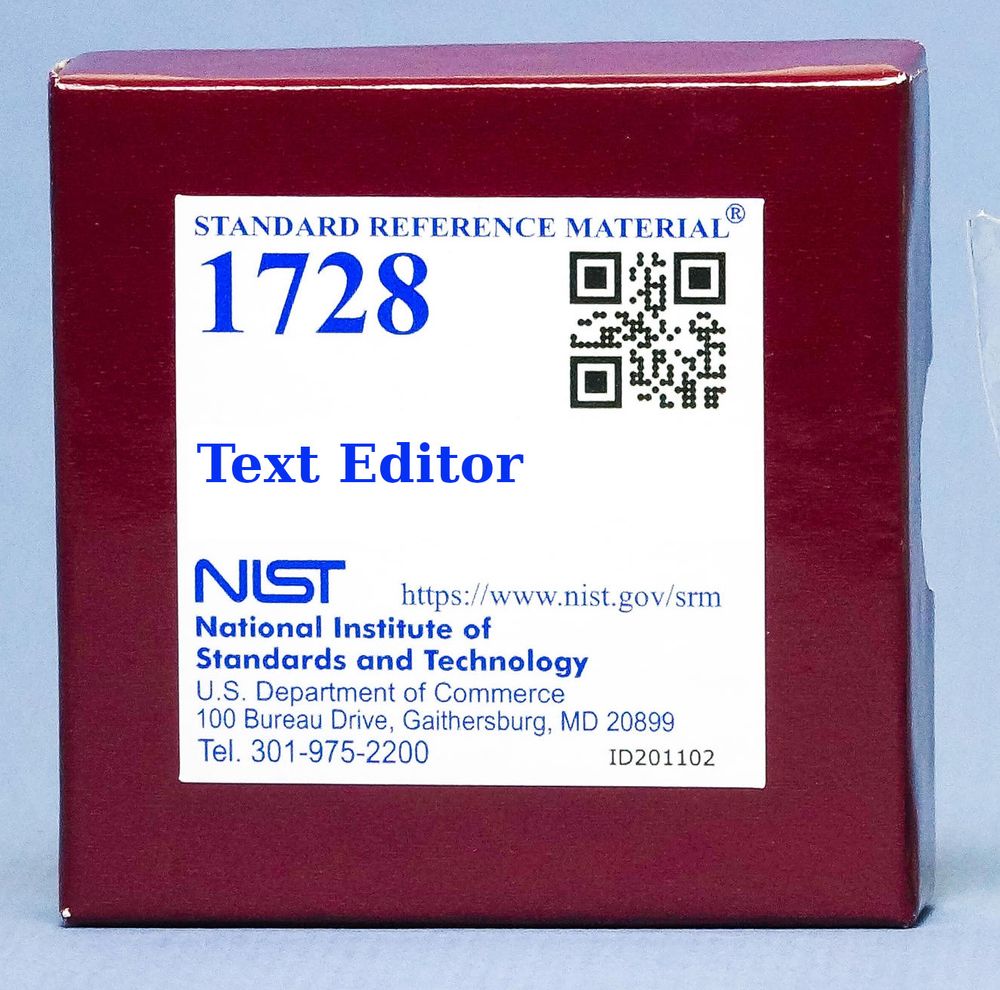 STANDARD REFERENCE MATERIAL®
1728
Text Editor
NIST
https://www.nist.gov/srm
National Institute of
Standards and Technology
U.S. Department of Commerce
100 Bureau Drive, Gaithersburg, MD 20899
Tel. 301-975-2200
ID201102